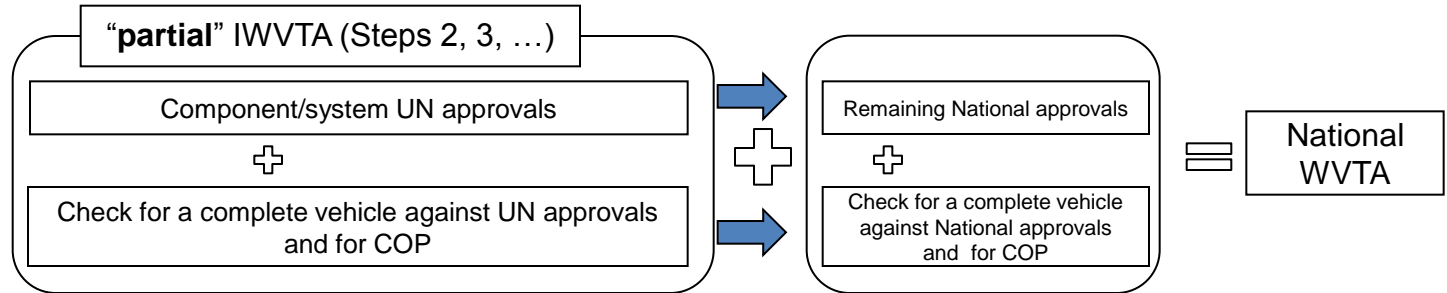 “partial” IWVTA (Steps 2, 3, …)
Component/system UN approvals
Check for a complete vehicle against UN approvals
and for COP
Remaining National approvals
Check for a complete vehicle
against National approvals
and for COP
National
WVTA